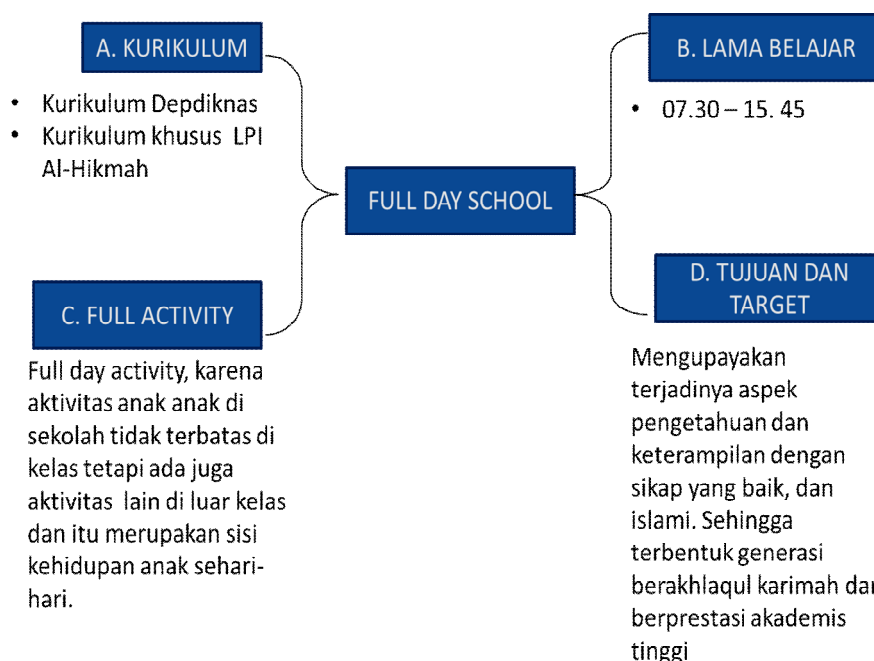 A. KURIKULUM
• Kurikulum Depdiknas
• Kurikulum khusus LPI
Al-Hikmah
B. LAMA BELAJAR
• 07.30 – 15. 45
FULL DAY SCHOOL
C. FULL ACTIVITY
Full day activity, karena
aktivitas anak anak di
sekolah tidak terbatas di
kelas tetapi ada juga
aktivitas lain di luar kelas
dan itu merupakan sisi
kehidupan anak sehari-
hari.
D. TUJUAN DAN
TARGET
Mengupayakan
terjadinya aspek
pengetahuan dan
keterampilan dengan
sikap yang baik, dan
islami. Sehingga
terbentuk generasi
berakhlaqul karimah dan
berprestasi akademis
tinggi